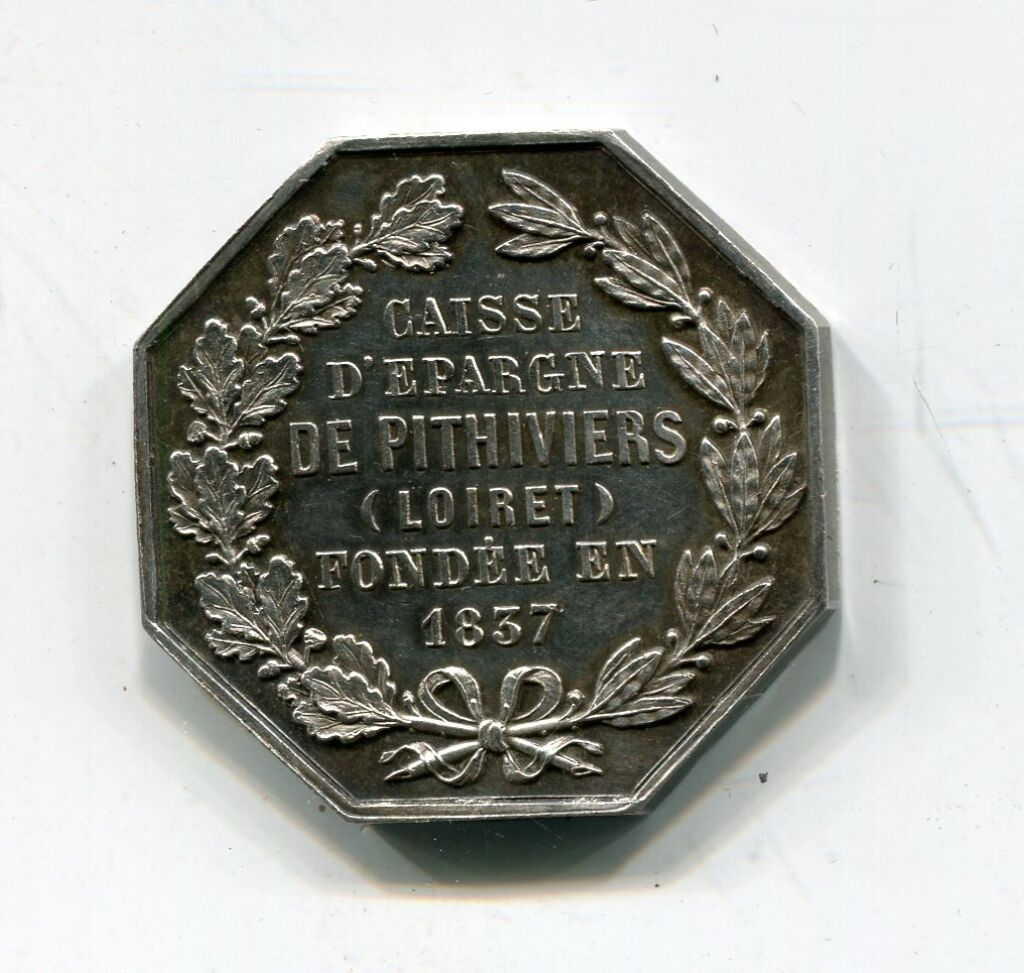 CAISSE
D'EPARGNE
DE PITHIVIERS
(LOIRET)
FONDÉE EN
1837